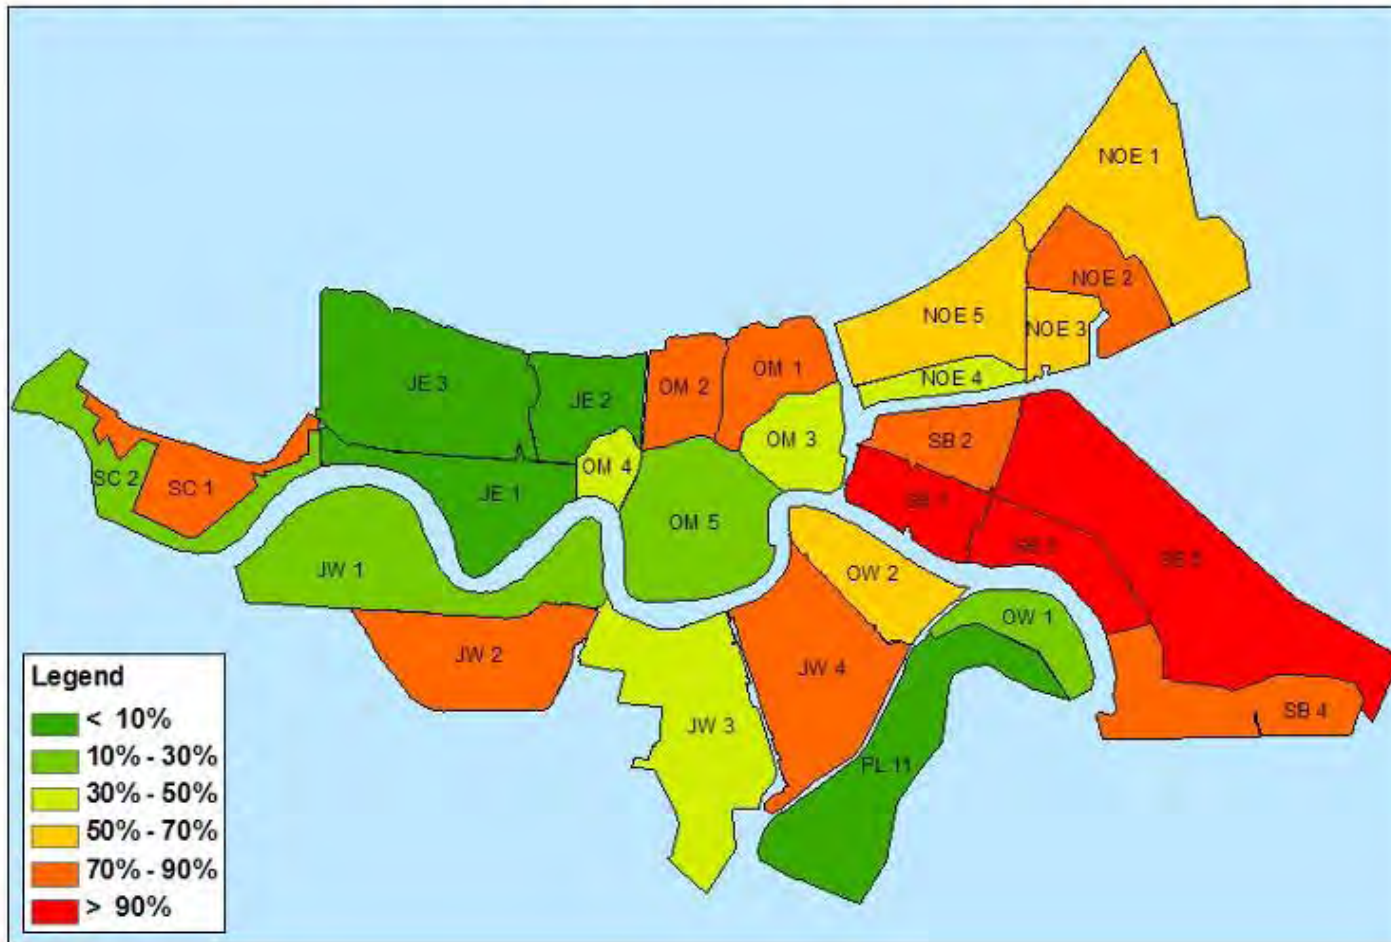 NOE 1
NOE 2
NOE 5
NOE 3
NOE 4
JE 3
JE 2
OM 2
OM 1
OM 3
OM 4
SB 2
SC 2
SC 1
JE 1
OM 5
SB
SB
SB
JW 1
OW 2
OW 1
JW 2
JW 4
JW 3
SB 4
PL 11
Legend
< 10%
10% - 30%
30% - 50%
50% - 70%
70% - 90%
> 90%